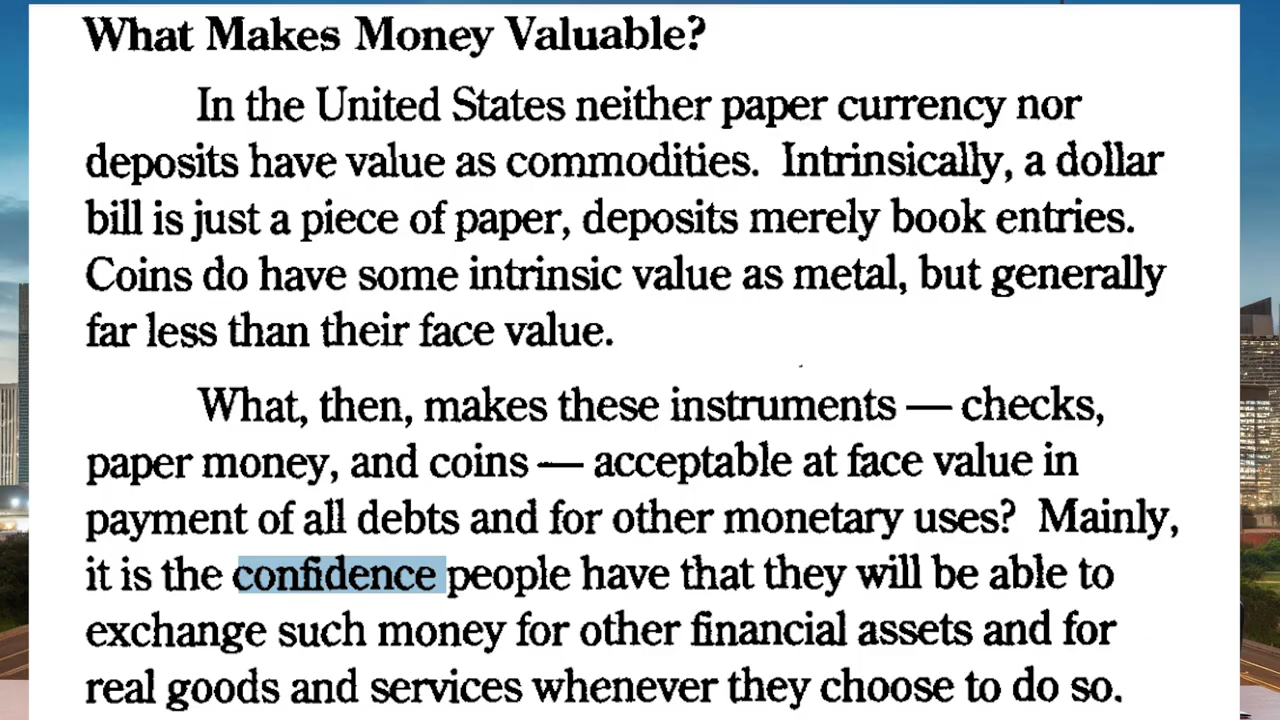 What Makes Money Valuable?
In the United States neither paper currency nor
deposits have value as commodities. Intrinsically, a dollar
bill is just a piece of paper, deposits merely book entries.
Coins do have some intrinsic value as metal, but generally
far less than their face value.
What, then, makes these instruments — checks,
paper money, and coins — acceptable at face value in
payment of all debts and for other monetary uses? Mainly,
it is the confidence people have that they will be able to
exchange such money for other financial assets and for
real goods and services whenever they choose to do so.